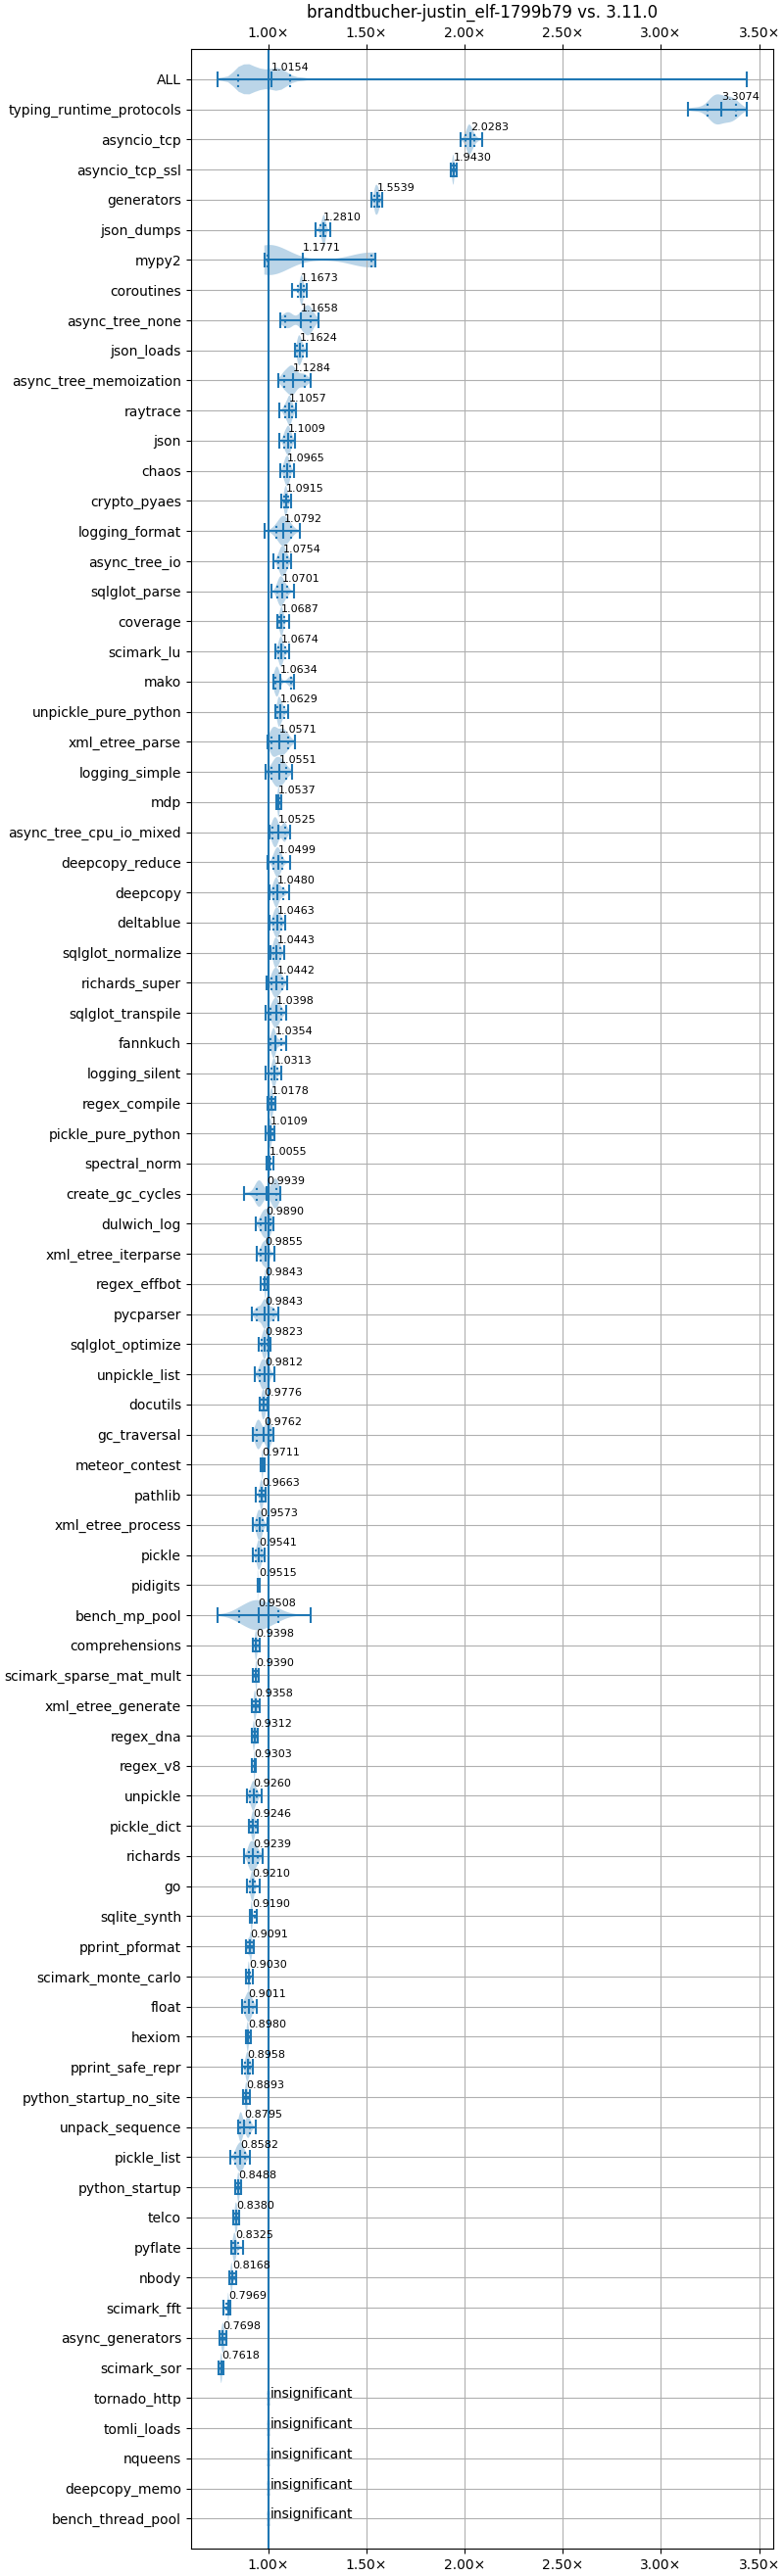 brandtbucher-justin_elf-1799b79 vs. 3.11.0
1.00× 1.50× 2.00× 2.50× 3.00× 3.50×
ALL 1.0154
typing_runtime_protocols 3.3074
asyncio_tcp 2.0283
asyncio_tcp_ssl 1.9430
generators 1.5539
json_dumps 1.2810
mypy2 1.1771
coroutines 1.1673
async_tree_none 1.1658
json_loads 1.1624
async_tree_memoization 1.1284
raytrace 1.1057
json 1.1009
chaos 1.0965
crypto_pyaes 1.0915
logging_format 1.0792
async_tree_io 1.0754
sqlglot_parse 1.0701
coverage 1.0687
scimark_lu 1.0674
mako 1.0634
unpickle_pure_python 1.0629
xml_etree_parse 1.0571
logging_simple 1.0551
mdp 1.0537
async_tree_cpu_io_mixed 1.0525
deepcopy_reduce 1.0499
deepcopy 1.0480
deltablue 1.0463
sqlglot_normalize 1.0443
richards_super 1.0442
sqlglot_transpile 1.0398
fannkuch 1.0354
logging_silent 1.0313
regex_compile 1.0178
pickle_pure_python 1.0109
spectral_norm 1.0055
create_gc_cycles 0.9939
dulwich_log 0.9890
xml_etree_iterparse 0.9855
regex_effbot 0.9843
pycparser 0.9843
sqlglot_optimize 0.9823
unpickle_list 0.9812
docutils 0.9776
gc_traversal 0.9762
meteor_contest 0.9711
pathlib 0.9663
xml_etree_process 0.9573
pickle 0.9541
pidigits 0.9515
bench_mp_pool 0.9508
comprehensions 0.9398
scimark_sparse_mat_mult 0.9390
xml_etree_generate 0.9358
regex_dna 0.9312
regex_v8 0.9303
unpickle 0.9260
pickle_dict 0.9246
richards 0.9239
go 0.9210
sqlite_synth 0.9190
pprint_pformat 0.9091
scimark_monte_carlo 0.9030
float 0.9011
hexiom 0.8980
pprint_safe_repr 0.8958
python_startup_no_site 0.8893
unpack_sequence 0.8795
pickle_list 0.8582
python_startup 0.8488
telco 0.8380
pyflate 0.8325
nbody 0.8168
scimark_fft 0.7969
async_generators 0.7698
scimark_sor 0.7618
tornado_http insignificant
tomli_loads insignificant
nqueens insignificant
deepcopy_memo insignificant
bench_thread_pool insignificant
1.00× 1.50× 2.00× 2.50× 3.00× 3.50×